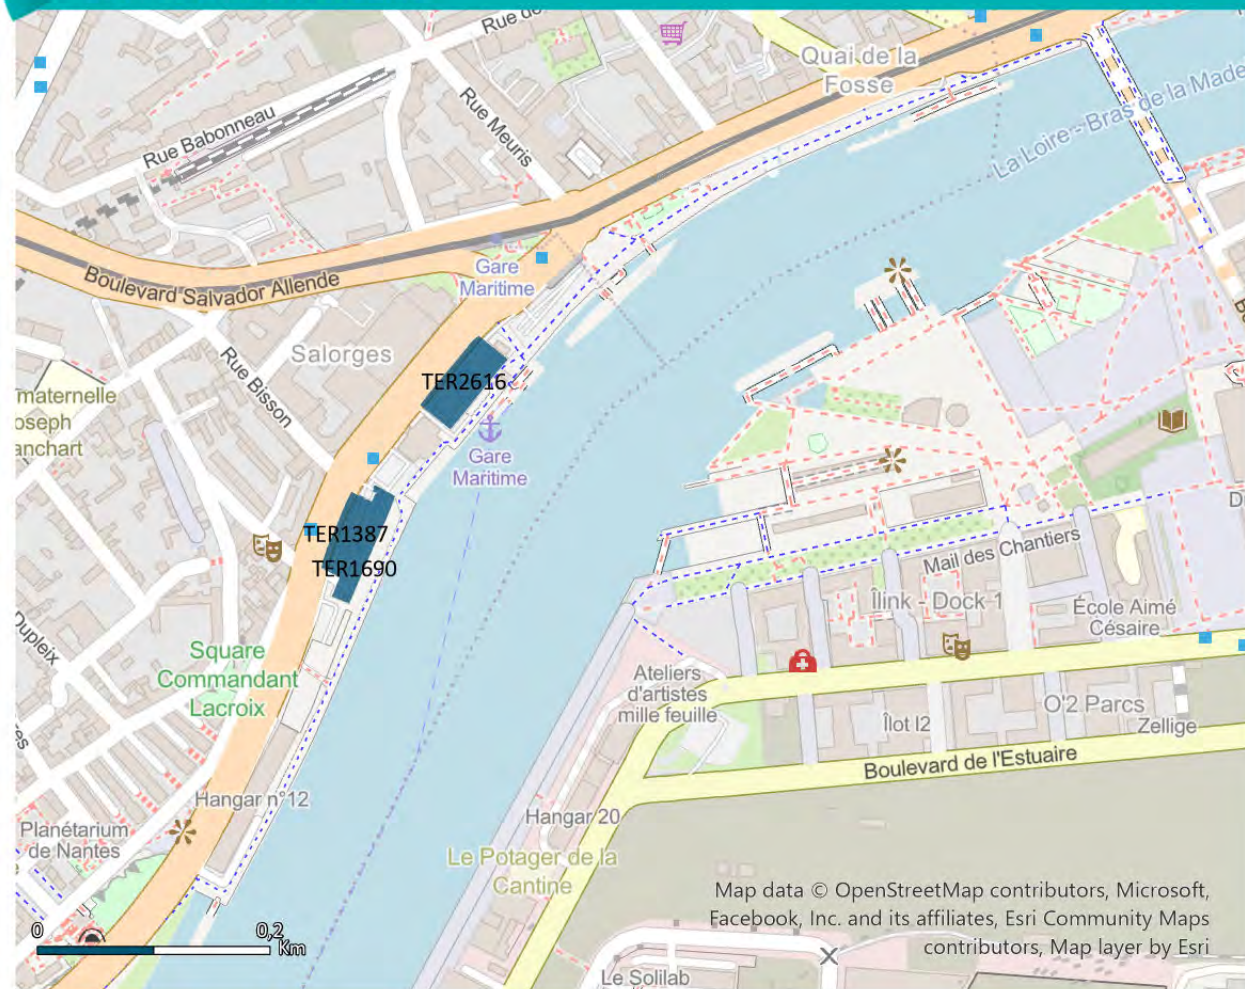 Rue de
Quai de la
Fosse
Rue Babonneau
Rue Meuris
La Loire - Bras de la Made
Boulevard Salvador Allende
Gare
Maritime
Salorges
Rue Bisson
TER2616
maternelle
oseph
anchart
Gare
Maritime
TER1387
TER1690
Mail des Chantiers
Îlink - Dock 1
École Aimé
Césaire
Dupleix
Square
Commandant
Lacroix
Ateliers
d'artistes
mille feuille
Îlot I2
O'2 Parcs
Zellige
Boulevard de l'Estuaire
Hangar n°12
Hangar 20
Planétarium
de Nantes
Le Potager de la
Cantine
Map data © OpenStreetMap contributors, Microsoft,
Facebook, Inc. and its affiliates, Esri Community Maps
contributors, Map layer by Esri
0 0,2
Km
Le Solilab